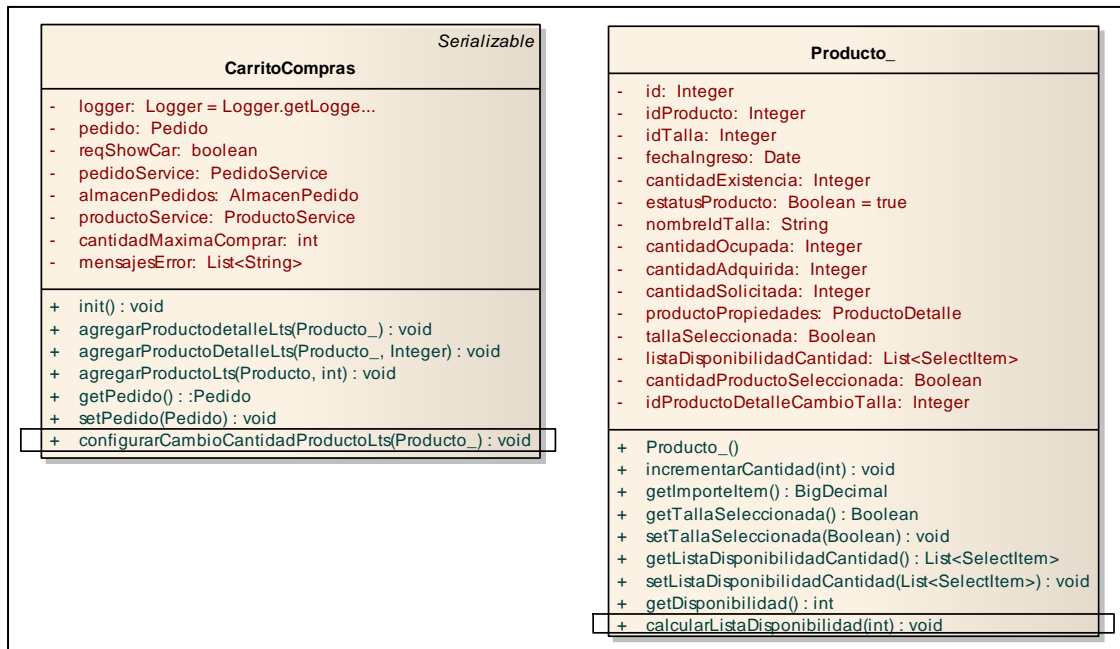 Serializable
CarritoCompras
- logger: Logger = Logger.getLogge...
- pedido: Pedido
- reqShowCar: boolean
- pedidoService: PedidoService
- almacenPedidos: AlmacenPedido
- productoService: ProductoService
- cantidadMaximaComprar: int
- mensajesError: List<String>
+ init() : void
+ agregarProductodetalleLts(Producto_) : void
+ agregarProductoDetalleLts(Producto_, Integer) : void
+ agregarProductoLts(Producto, int) : void
+ getPedido() : :Pedido
+ setPedido(Pedido) : void
+ configurarCambioCantidadProductoLts(Producto_) : void
Producto_
- id: Integer
- idProducto: Integer
- idTalla: Integer
- fechaIngreso: Date
- cantidadExistencia: Integer
- estatusProducto: Boolean = true
- nombreIdTalla: String
- cantidadOcupada: Integer
- cantidadAdquirida: Integer
- cantidadSolicitada: Integer
- productoPropiedades: ProductoDetalle
- tallaSeleccionada: Boolean
- listaDisponibilidadCantidad: List<SelectItem>
- cantidadProductoSeleccionada: Boolean
- idProductoDetalleCambioTalla: Integer
+ Producto_()
+ incrementarCantidad(int) : void
+ getImporteItem() : BigDecimal
+ getTallaSeleccionada() : Boolean
+ setTallaSeleccionada(Boolean) : void
+ getListaDisponibilidadCantidad() : List<SelectItem>
+ setListaDisponibilidadCantidad(List<SelectItem>) : void
+ getDisponibilidad() : int
+ calcularListaDisponibilidad(int) : void